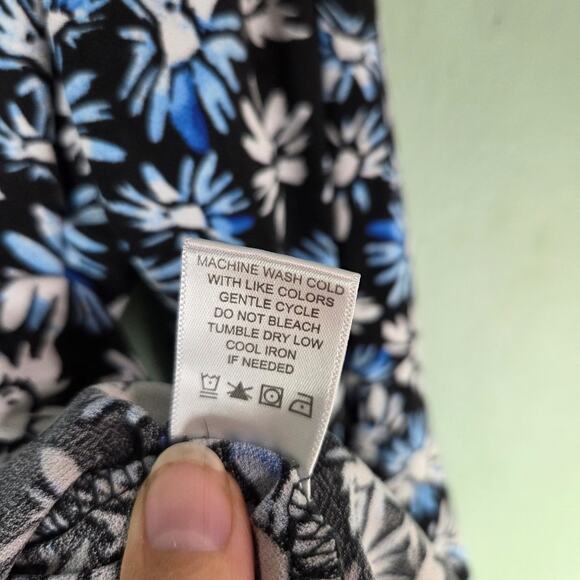 MACHINE WASH COLD
WITH LIKE COLORS
GENTLE CYCLE
DO NOT BLEACH
TUMBLE DRY LOW
COOL IRON
IF NEEDED